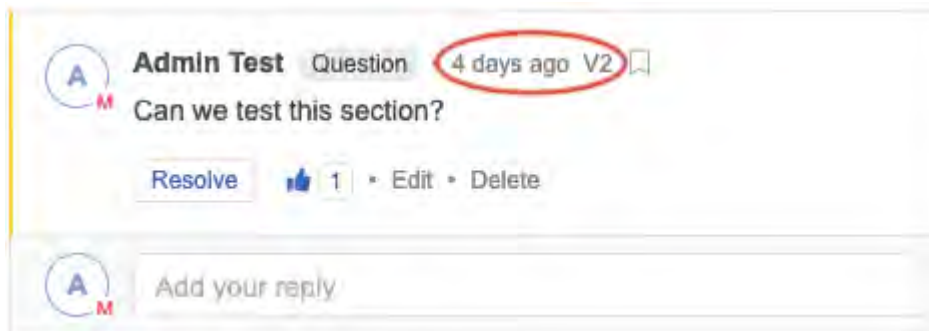 A M Admin Test Question 4 days ago V2
Can we test this section?
Resolve 1 • Edit • Delete
A M Add your reply